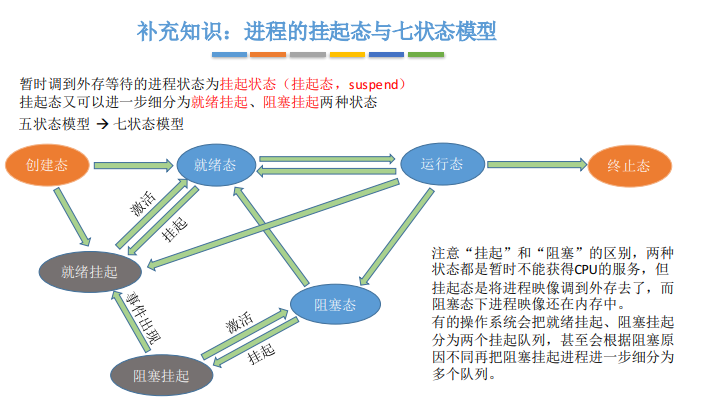 补充知识：进程的挂起态与七状态模型
暂时调到外存等待的进程状态为挂起状态（挂起态，suspend）
挂起态又可以进一步细分为就绪挂起、阻塞挂起两种状态
五状态模型 → 七状态模型
创建态
就绪态
运行态
终止态
激活
挂起
就绪挂起
事件出现
阻塞态
激活
挂起
阻塞挂起
注意“挂起”和“阻塞”的区别，两种
状态都是暂时不能获得CPU的服务，但
挂起态是将进程映像调到外存去了，而
阻塞态下进程映像还在内存中。
有的操作系统会把就绪挂起、阻塞挂起
分为两个挂起队列，甚至会根据阻塞原
因不同再把阻塞挂起进程进一步细分为
多个队列。